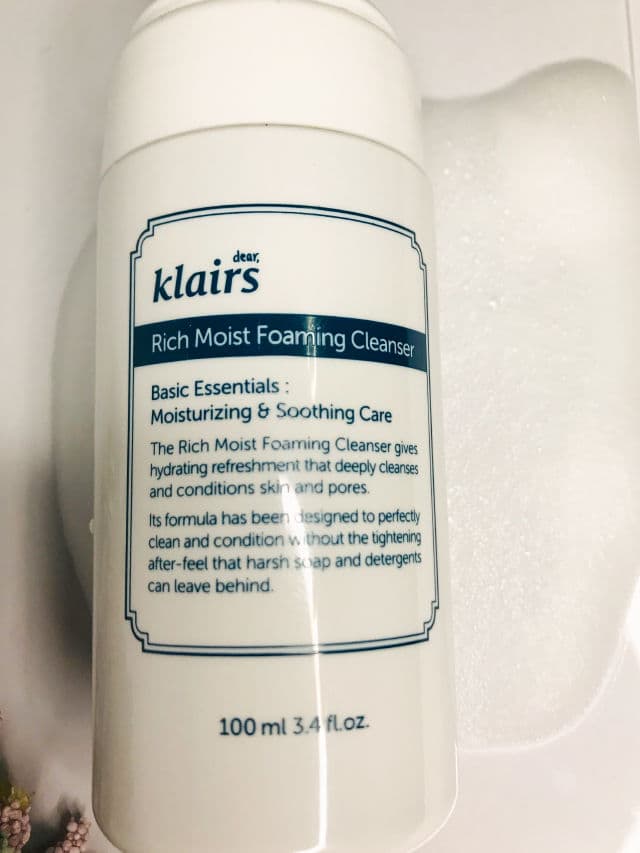 dear,
klairs
Rich Moist Foaming Cleanser
Basic Essentials :
Moisturizing & Soothing Care
The Rich Moist Foaming Cleanser gives
hydrating refreshment that deeply cleanses
and conditions skin and pores.
Its formula has been designed to perfectly
clean and condition without the tightening
after-feel that harsh soap and detergents
can leave behind.
100 ml 3.4 fl.oz.